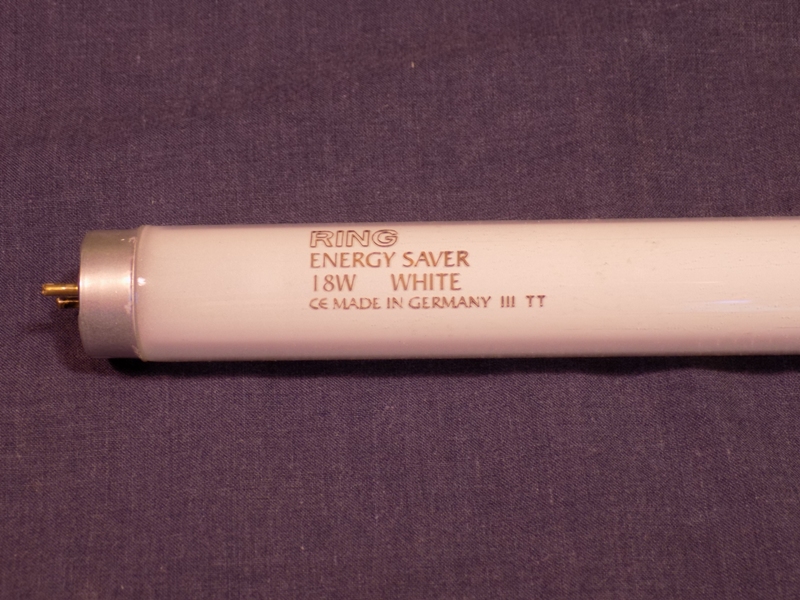 RING
ENERGY SAVER
18W WHITE
CE MADE IN GERMANY III TT